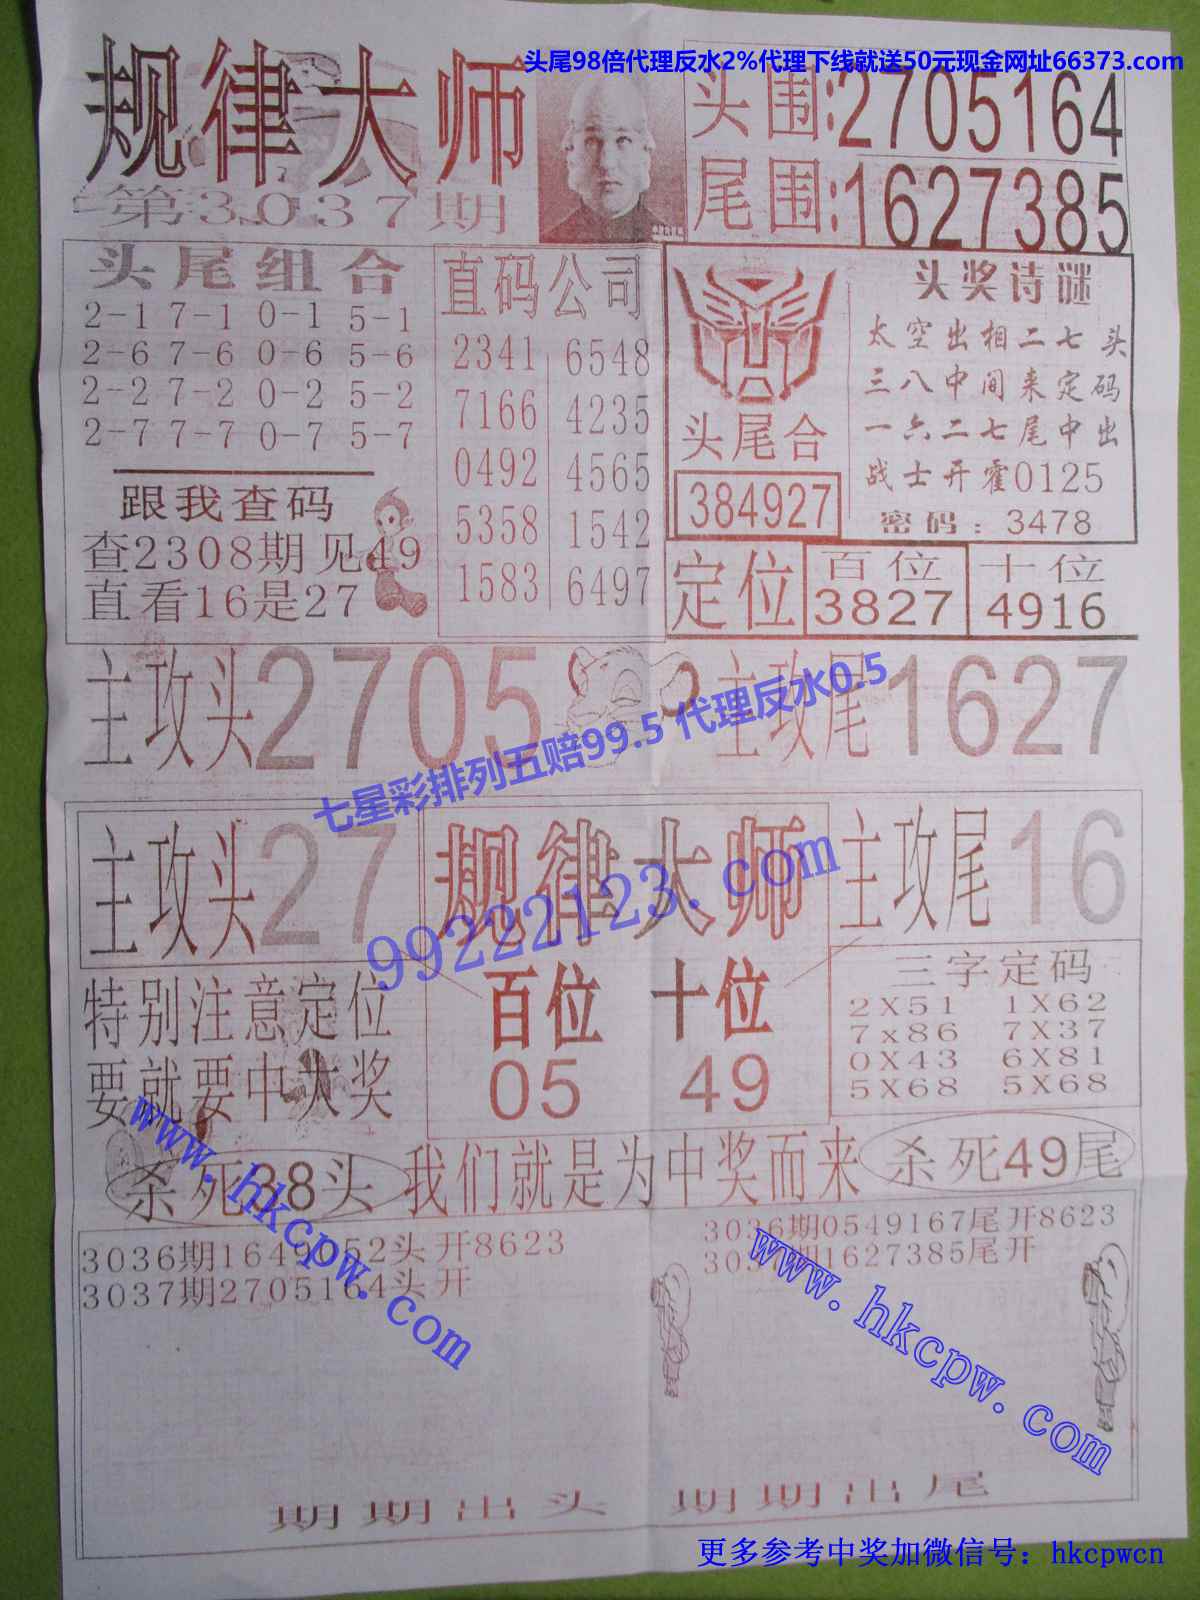 头尾98倍代理反水2%代理下线就送50元现金网址66373.com
规律大师
第3037期
头围:2705164
尾围:1627385
头尾组合
2-1 7-1 0-1 5-1
2-6 7-6 0-6 5-6
2-2 7-2 0-2 5-2
2-7 7-7 0-7 5-7
跟我查码
查2308期见49
直看16是27
直码公司
2341 6548
7166 4235
0492 4565
5358 1542
1583 6497
头尾合
384927
头奖诗谜
太空出相二七头
三八中间来定码
一六二七尾中出
战士开霍0125
密码:3478
定位
百位
3827
十位
4916
主攻头2705
主攻尾1627
七星彩排列五赔99.5 代理反水0.5
99222123.com
主攻头27
规律大师
主攻尾16
特别注意定位
要就要中大奖
百位 十位
05 49
三字定码
2X51 1X62
7x86 7X37
0X43 6X81
5X68 5X68
杀死38头
我们就是为中奖而来
杀死49尾
www.hkcpw.com
www.hkcpw.com
3036期1649052头开8623
3037期2705164头开
3036期0549167尾开8623
3037期1627385尾开
期期出头 期期出尾
更多参考中奖加微信号：hkcpwcn